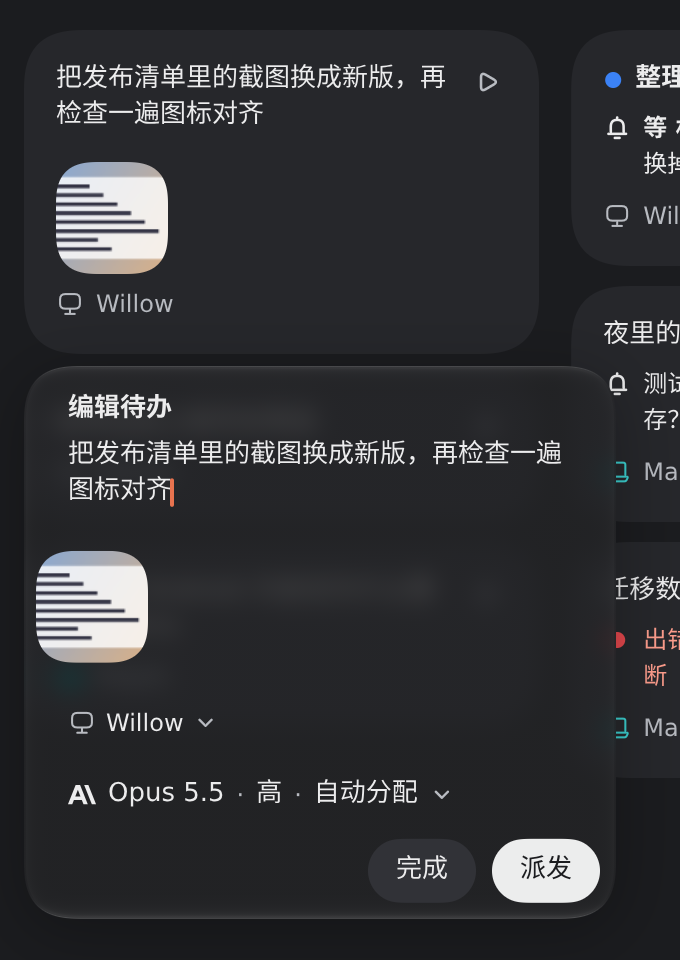 把发布清单里的截图换成新版，再
检查一遍图标对齐
Willow
编辑待办
把发布清单里的截图换成新版，再检查一遍
图标对齐
Willow
Opus 5.5 · 高 · 自动分配
完成
派发
整理
等
换掉
Wil
夜里的
测试
存？
Ma
迁移数
出错
断
Ma